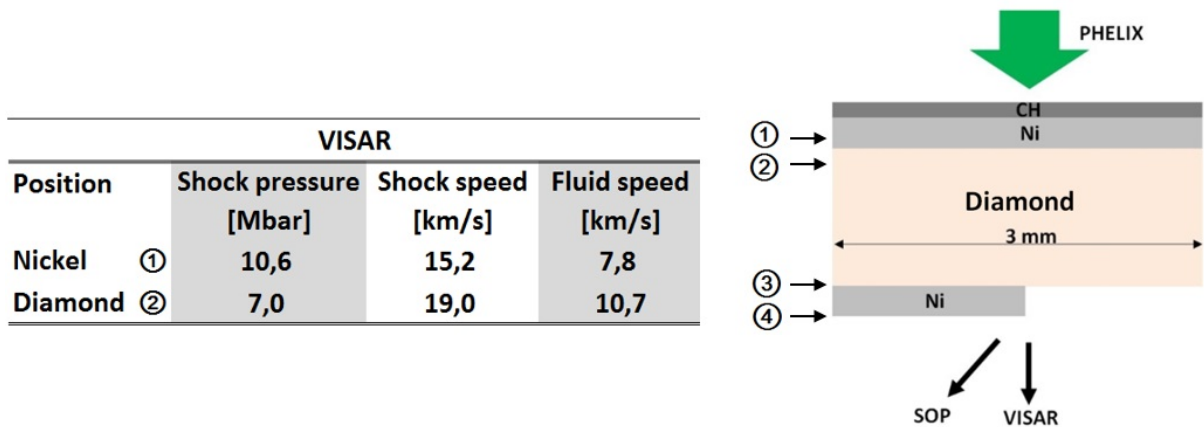 VISAR
Position Shock pressure Shock speed Fluid speed
[Mbar] [km/s] [km/s]
Nickel ① 10,6 15,2 7,8
Diamond ② 7,0 19,0 10,7
PHELIX
CH
① Ni
②
Diamond
3 mm
③
Ni
④
SOP VISAR